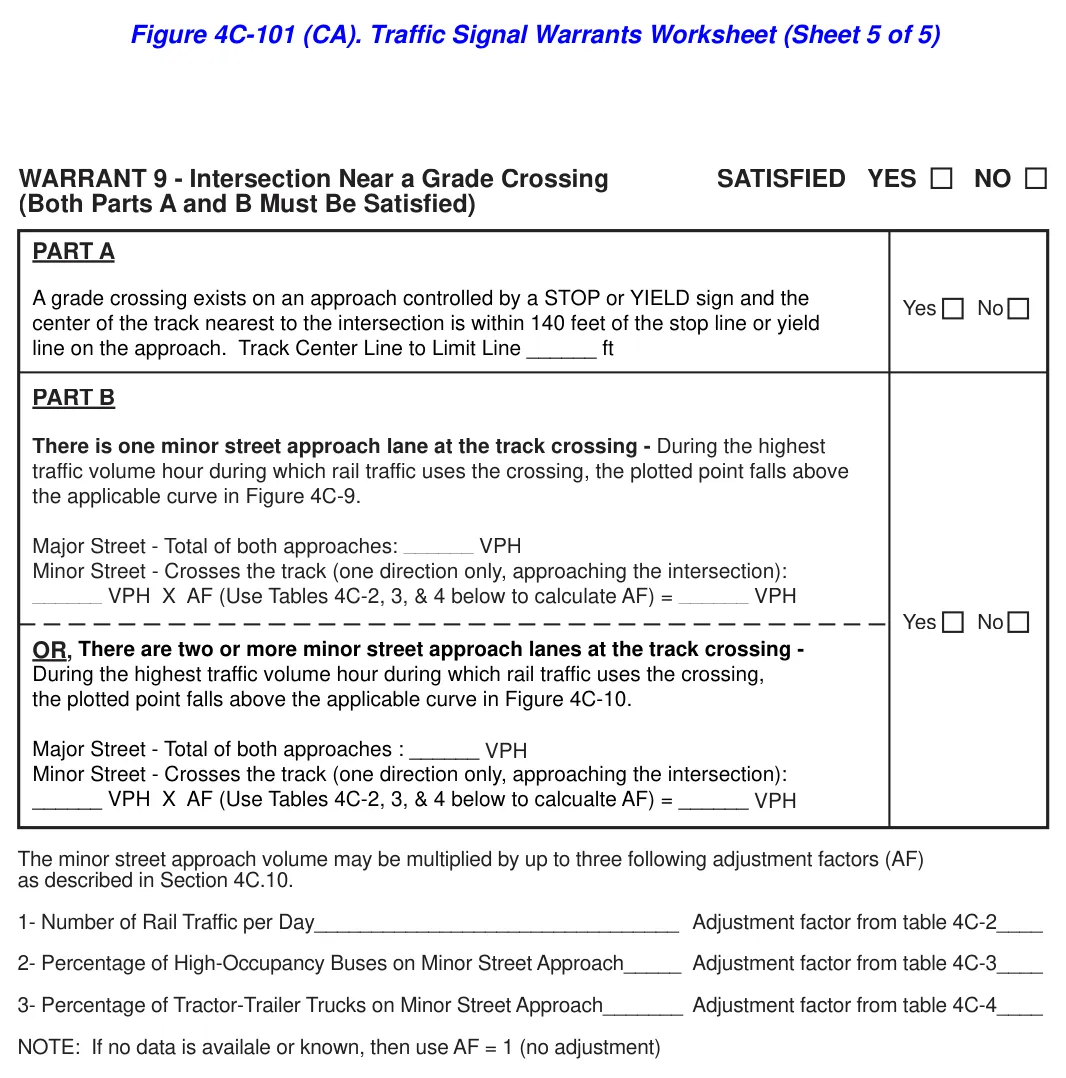 Figure 4C-101 (CA). Traffic Signal Warrants Worksheet (Sheet 5 of 5)
WARRANT 9 - Intersection Near a Grade Crossing SATISFIED YES ☐ NO ☐
(Both Parts A and B Must Be Satisfied)
PART A
A grade crossing exists on an approach controlled by a STOP or YIELD sign and the
center of the track nearest to the intersection is within 140 feet of the stop line or yield
line on the approach. Track Center Line to Limit Line ______ ft
Yes ☐ No ☐
PART B
There is one minor street approach lane at the track crossing - During the highest
traffic volume hour during which rail traffic uses the crossing, the plotted point falls above
the applicable curve in Figure 4C-9.
Major Street - Total of both approaches: ______ VPH
Minor Street - Crosses the track (one direction only, approaching the intersection):
______ VPH X AF (Use Tables 4C-2, 3, & 4 below to calculate AF) = ______ VPH
Yes ☐ No ☐
OR, There are two or more minor street approach lanes at the track crossing -
During the highest traffic volume hour during which rail traffic uses the crossing,
the plotted point falls above the applicable curve in Figure 4C-10.
Major Street - Total of both approaches : ______ VPH
Minor Street - Crosses the track (one direction only, approaching the intersection):
______ VPH X AF (Use Tables 4C-2, 3, & 4 below to calcualte AF) = ______ VPH
The minor street approach volume may be multiplied by up to three following adjustment factors (AF)
as described in Section 4C.10.
1- Number of Rail Traffic per Day________________________________ Adjustment factor from table 4C-2____
2- Percentage of High-Occupancy Buses on Minor Street Approach_____ Adjustment factor from table 4C-3____
3- Percentage of Tractor-Trailer Trucks on Minor Street Approach_______ Adjustment factor from table 4C-4____
NOTE: If no data is availale or known, then use AF = 1 (no adjustment)